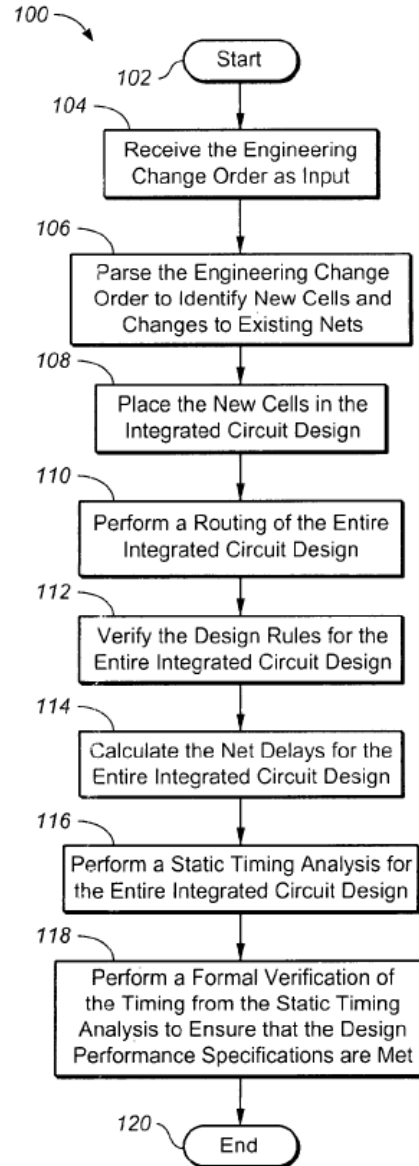 100
102
Start
104
Receive the Engineering
Change Order as Input
106
Parse the Engineering Change
Order to Identify New Cells and
Changes to Existing Nets
108
Place the New Cells in the
Integrated Circuit Design
110
Perform a Routing of the Entire
Integrated Circuit Design
112
Verify the Design Rules for the
Entire Integrated Circuit Design
114
Calculate the Net Delays for the
Entire Integrated Circuit Design
116
Perform a Static Timing Analysis for
the Entire Integrated Circuit Design
118
Perform a Formal Verification of
the Timing from the Static Timing
Analysis to Ensure that the Design
Performance Specifications are Met
120
End